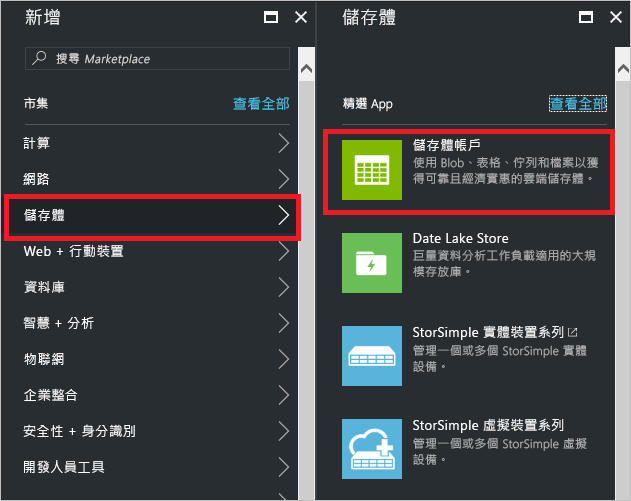 新增
搜尋 Marketplace
市集
查看全部
計算
網路
儲存體
Web + 行動裝置
資料庫
智慧 + 分析
物聯網
企業整合
安全性 + 身分識別
開發人員工具
儲存體
精選 App
查看全部
儲存體帳戶
使用 Blob、表格、佇列和檔案以獲
得可靠且經濟實惠的雲端儲存體。
Date Lake Store
巨量資料分析工作負載適用的大規
模存放庫。
StorSimple 實體裝置系列
管理一個或多個 StorSimple 實體
設備。
StorSimple 虛擬裝置系列
管理一個或多個 StorSimple 虛擬
設備。